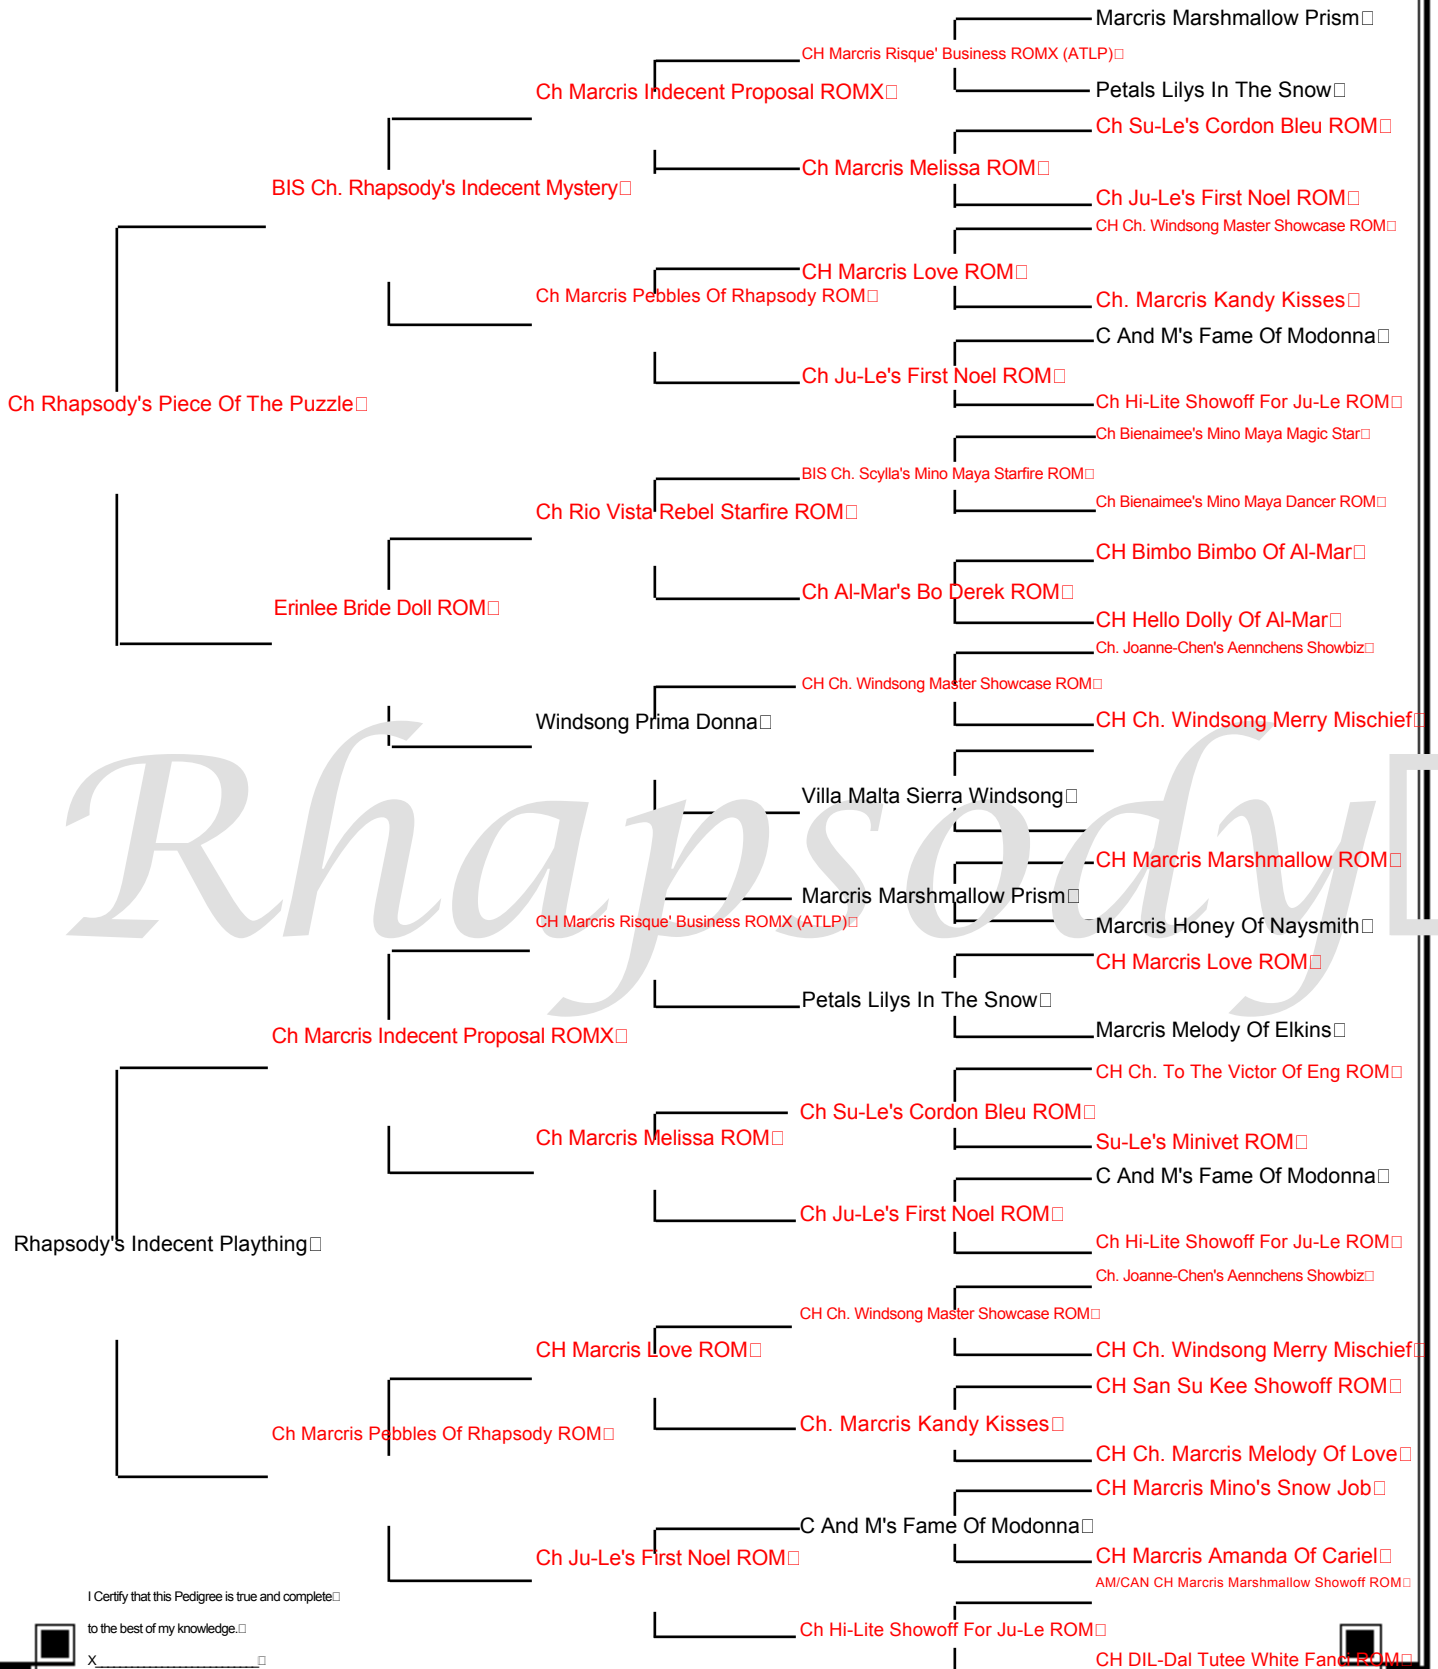 Marcris Marshmallow Prism
CH Marcris Risque' Business ROMX (ATLP)
Ch Marcris Indecent Proposal ROMX
Petals Lilys In The Snow
Ch Su-Le's Cordon Bleu ROM
Ch Marcris Melissa ROM
BIS Ch. Rhapsody's Indecent Mystery
Ch Ju-Le's First Noel ROM
CH Ch. Windsong Master Showcase ROM
CH Marcris Love ROM
Ch Marcris Pebbles Of Rhapsody ROM
Ch. Marcris Kandy Kisses
C And M's Fame Of Modonna
Ch Ju-Le's First Noel ROM
Ch Rhapsody's Piece Of The Puzzle
Ch Hi-Lite Showoff For Ju-Le ROM
Ch Bienaimee's Mino Maya Magic Star
BIS Ch. Scylla's Mino Maya Starfire ROM
Ch Bienaimee's Mino Maya Dancer ROM
Ch Rio Vista Rebel Starfire ROM
CH Bimbo Bimbo Of Al-Mar
Ch Al-Mar's Bo Derek ROM
Erinlee Bride Doll ROM
CH Hello Dolly Of Al-Mar
Ch. Joanne-Chen's Aennchens Showbiz
CH Ch. Windsong Master Showcase ROM
Windsong Prima Donna
CH Ch. Windsong Merry Mischief
Villa Malta Sierra Windsong
Rhapsody
CH Marcris Marshmallow ROM
Marcris Marshmallow Prism
CH Marcris Risque' Business ROMX (ATLP)
Marcris Honey Of Naysmith
CH Marcris Love ROM
Petals Lilys In The Snow
Marcris Melody Of Elkins
Ch Marcris Indecent Proposal ROMX
CH Ch. To The Victor Of Eng ROM
Ch Su-Le's Cordon Bleu ROM
Ch Marcris Melissa ROM
Su-Le's Minivet ROM
C And M's Fame Of Modonna
Ch Ju-Le's First Noel ROM
Rhapsody's Indecent Plaything
Ch Hi-Lite Showoff For Ju-Le ROM
Ch. Joanne-Chen's Aennchens Showbiz
CH Ch. Windsong Master Showcase ROM
CH Marcris Love ROM
CH Ch. Windsong Merry Mischief
CH San Su Kee Showoff ROM
Ch. Marcris Kandy Kisses
Ch Marcris Pebbles Of Rhapsody ROM
CH Ch. Marcris Melody Of Love
CH Marcris Mino's Snow Job
C And M's Fame Of Modonna
Ch Ju-Le's First Noel ROM
CH Marcris Amanda Of Cariel
AM/CAN CH Marcris Marshmallow Showoff ROM
Ch Hi-Lite Showoff For Ju-Le ROM
CH DIL-Dal Tutee White Fanci ROM
I Certify that this Pedigree is true and complete
to the best of my knowledge.
X___________________________